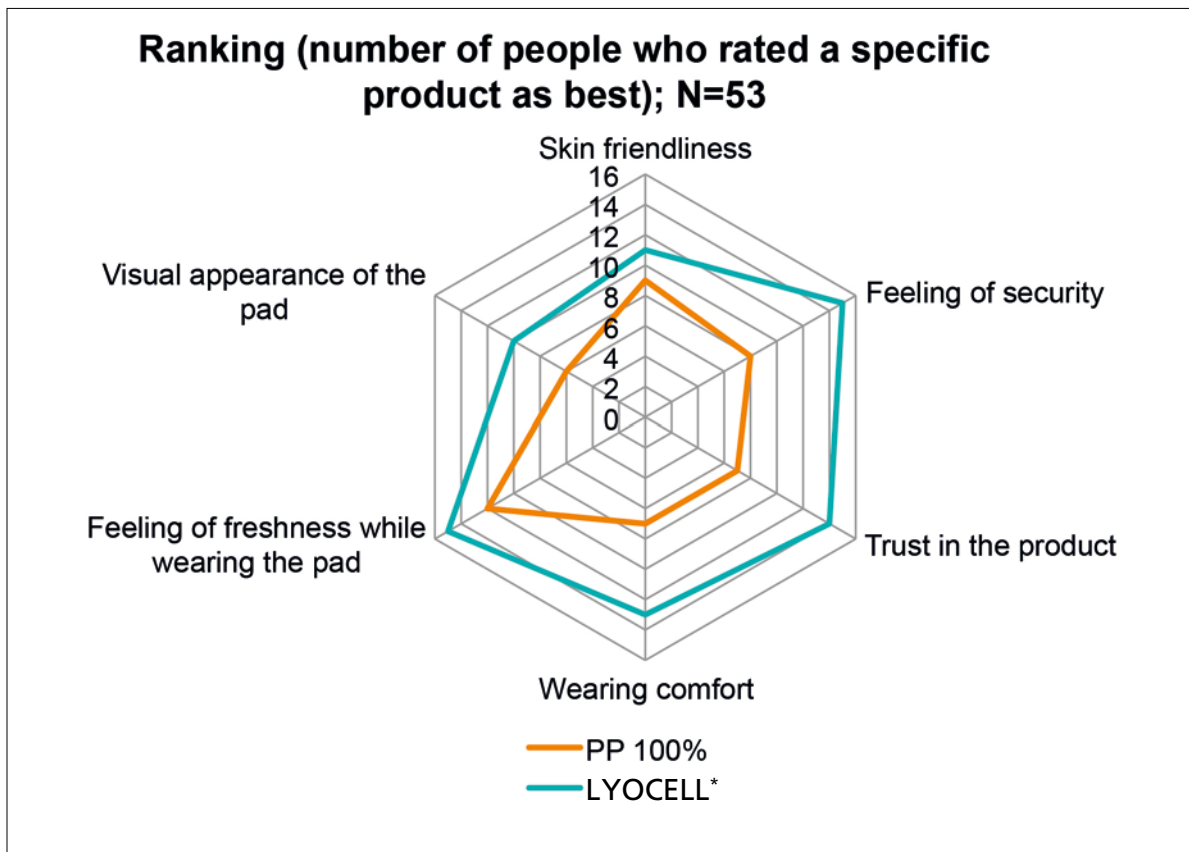 Ranking (number of people who rated a specific
product as best); N=53
Skin friendliness
16
14
12
10
8
6
4
2
0
Visual appearance of the
pad
Feeling of security
Feeling of freshness while
wearing the pad
Trust in the product
Wearing comfort
PP 100%
LYOCELL*